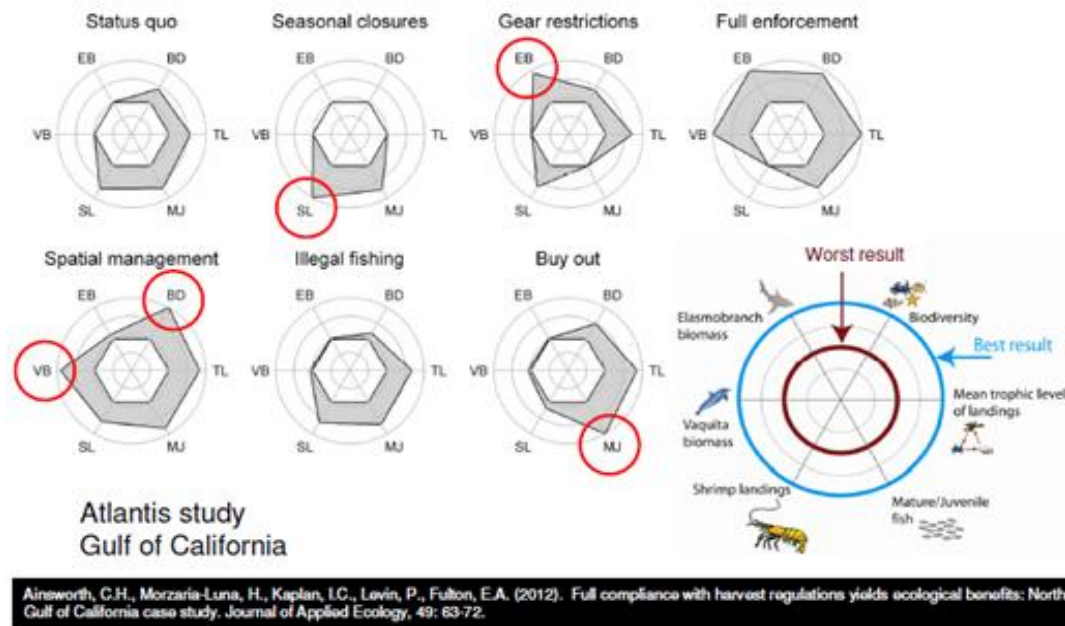 Status quo
EB
BD
VB
TL
SL
MJ
Seasonal closures
EB
BD
VB
TL
SL
MJ
Gear restrictions
EB
BD
VB
TL
SL
MJ
Full enforcement
EB
BD
VB
TL
SL
MJ
Spatial management
EB
BD
VB
TL
SL
MJ
Illegal fishing
EB
BD
VB
TL
SL
MJ
Buy out
EB
BD
VB
TL
SL
MJ
Worst result
Elasmobranch
biomass
Biodiversity
Best result
Mean trophic level
of landings
Vaquita
biomass
Shrimp landings
Mature/Juvenile
fish
Atlantis study
Gulf of California
Ainsworth, C.H., Morzaria-Luna, H., Kaplan, I.C., Levin, P., Fulton, E.A. (2012). Full compliance with harvest regulations yields ecological benefits: North
Gulf of California case study. Journal of Applied Ecology, 49: 63-72.